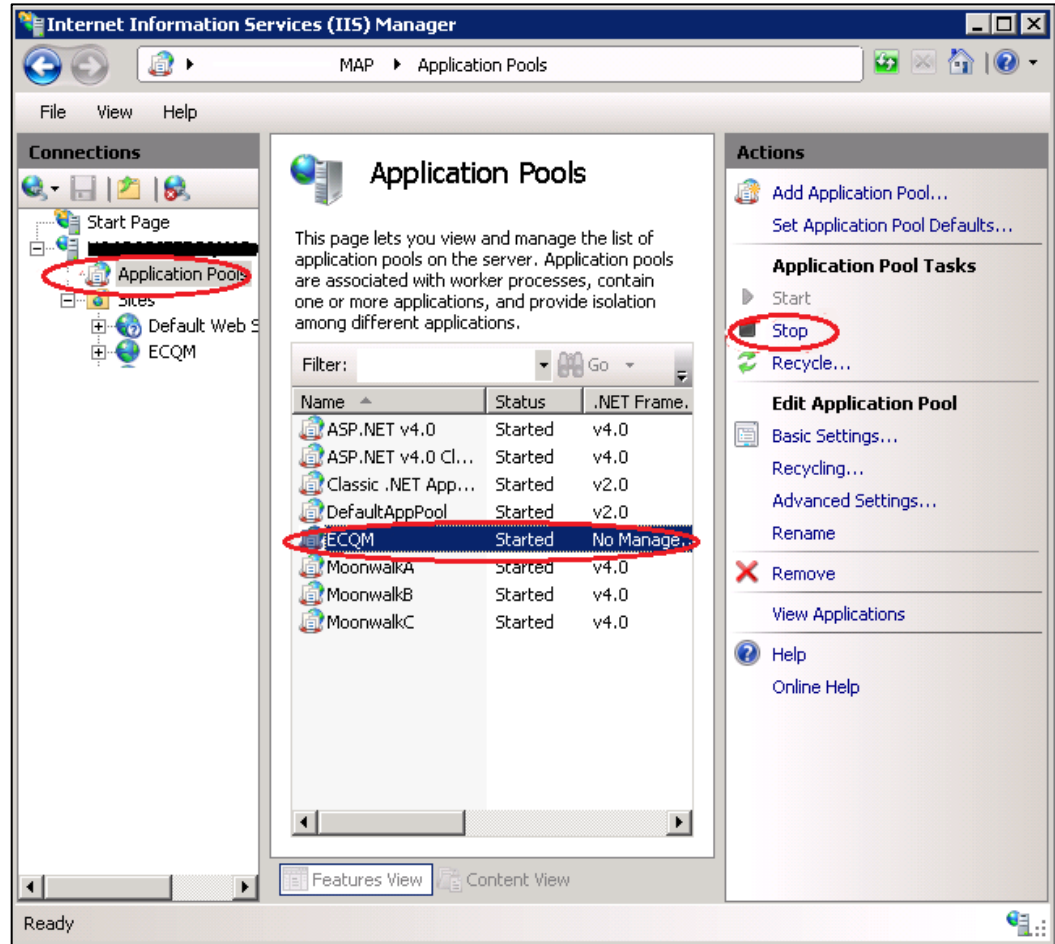 Internet Information Services (IIS) Manager
MAP Application Pools
File View Help
Connections
Start Page
Application Pools
Sites
Default Web S
ECQM
Application Pools
This page lets you view and manage the list of
application pools on the server. Application pools
are associated with worker processes, contain
one or more applications, and provide isolation
among different applications.
Filter: Go
Name Status .NET Frame.
ASP.NET v4.0 Started v4.0
ASP.NET v4.0 Cl... Started v4.0
Classic .NET App... Started v2.0
DefaultAppPool Started v2.0
ECQM Started No Manage..
MoonwalkA Started v4.0
MoonwalkB Started v4.0
MoonwalkC Started v4.0
Features View Content View
Actions
Add Application Pool...
Set Application Pool Defaults...
Application Pool Tasks
Start
Stop
Recycle...
Edit Application Pool
Basic Settings...
Recycling...
Advanced Settings...
Rename
Remove
View Applications
Help
Online Help
Ready